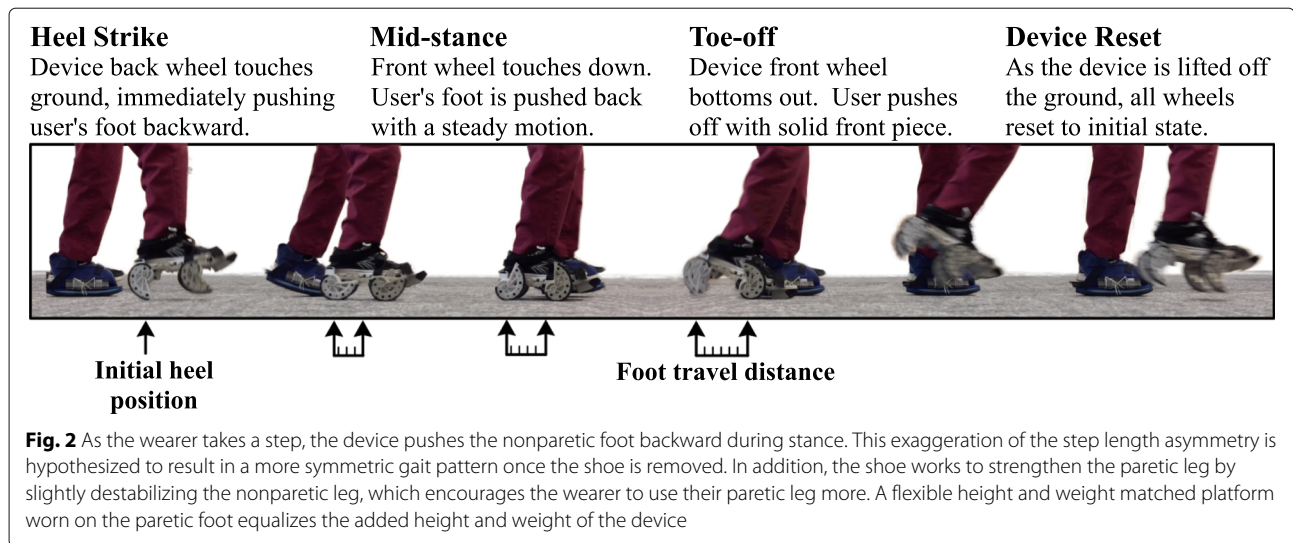 Heel Strike
Device back wheel touches
ground, immediately pushing
user's foot backward.
Mid-stance
Front wheel touches down.
User's foot is pushed back
with a steady motion.
Toe-off
Device front wheel
bottoms out. User pushes
off with solid front piece.
Device Reset
As the device is lifted off
the ground, all wheels
reset to initial state.
Initial heel
position
Foot travel distance
Fig. 2 As the wearer takes a step, the device pushes the nonparetic foot backward during stance. This exaggeration of the step length asymmetry is
hypothesized to result in a more symmetric gait pattern once the shoe is removed. In addition, the shoe works to strengthen the paretic leg by
slightly destabilizing the nonparetic leg, which encourages the wearer to use their paretic leg more. A flexible height and weight matched platform
worn on the paretic foot equalizes the added height and weight of the device